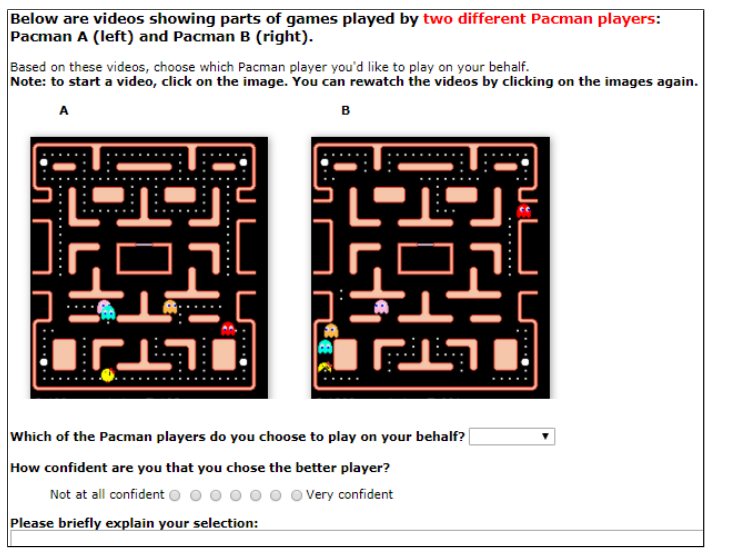 Below are videos showing parts of games played by two different Pacman players:
Pacman A (left) and Pacman B (right).
Based on these videos, choose which Pacman player you'd like to play on your behalf.
Note: to start a video, click on the image. You can rewatch the videos by clicking on the images again.
A B
Which of the Pacman players do you choose to play on your behalf?
How confident are you that you chose the better player?
Not at all confident Very confident
Please briefly explain your selection: